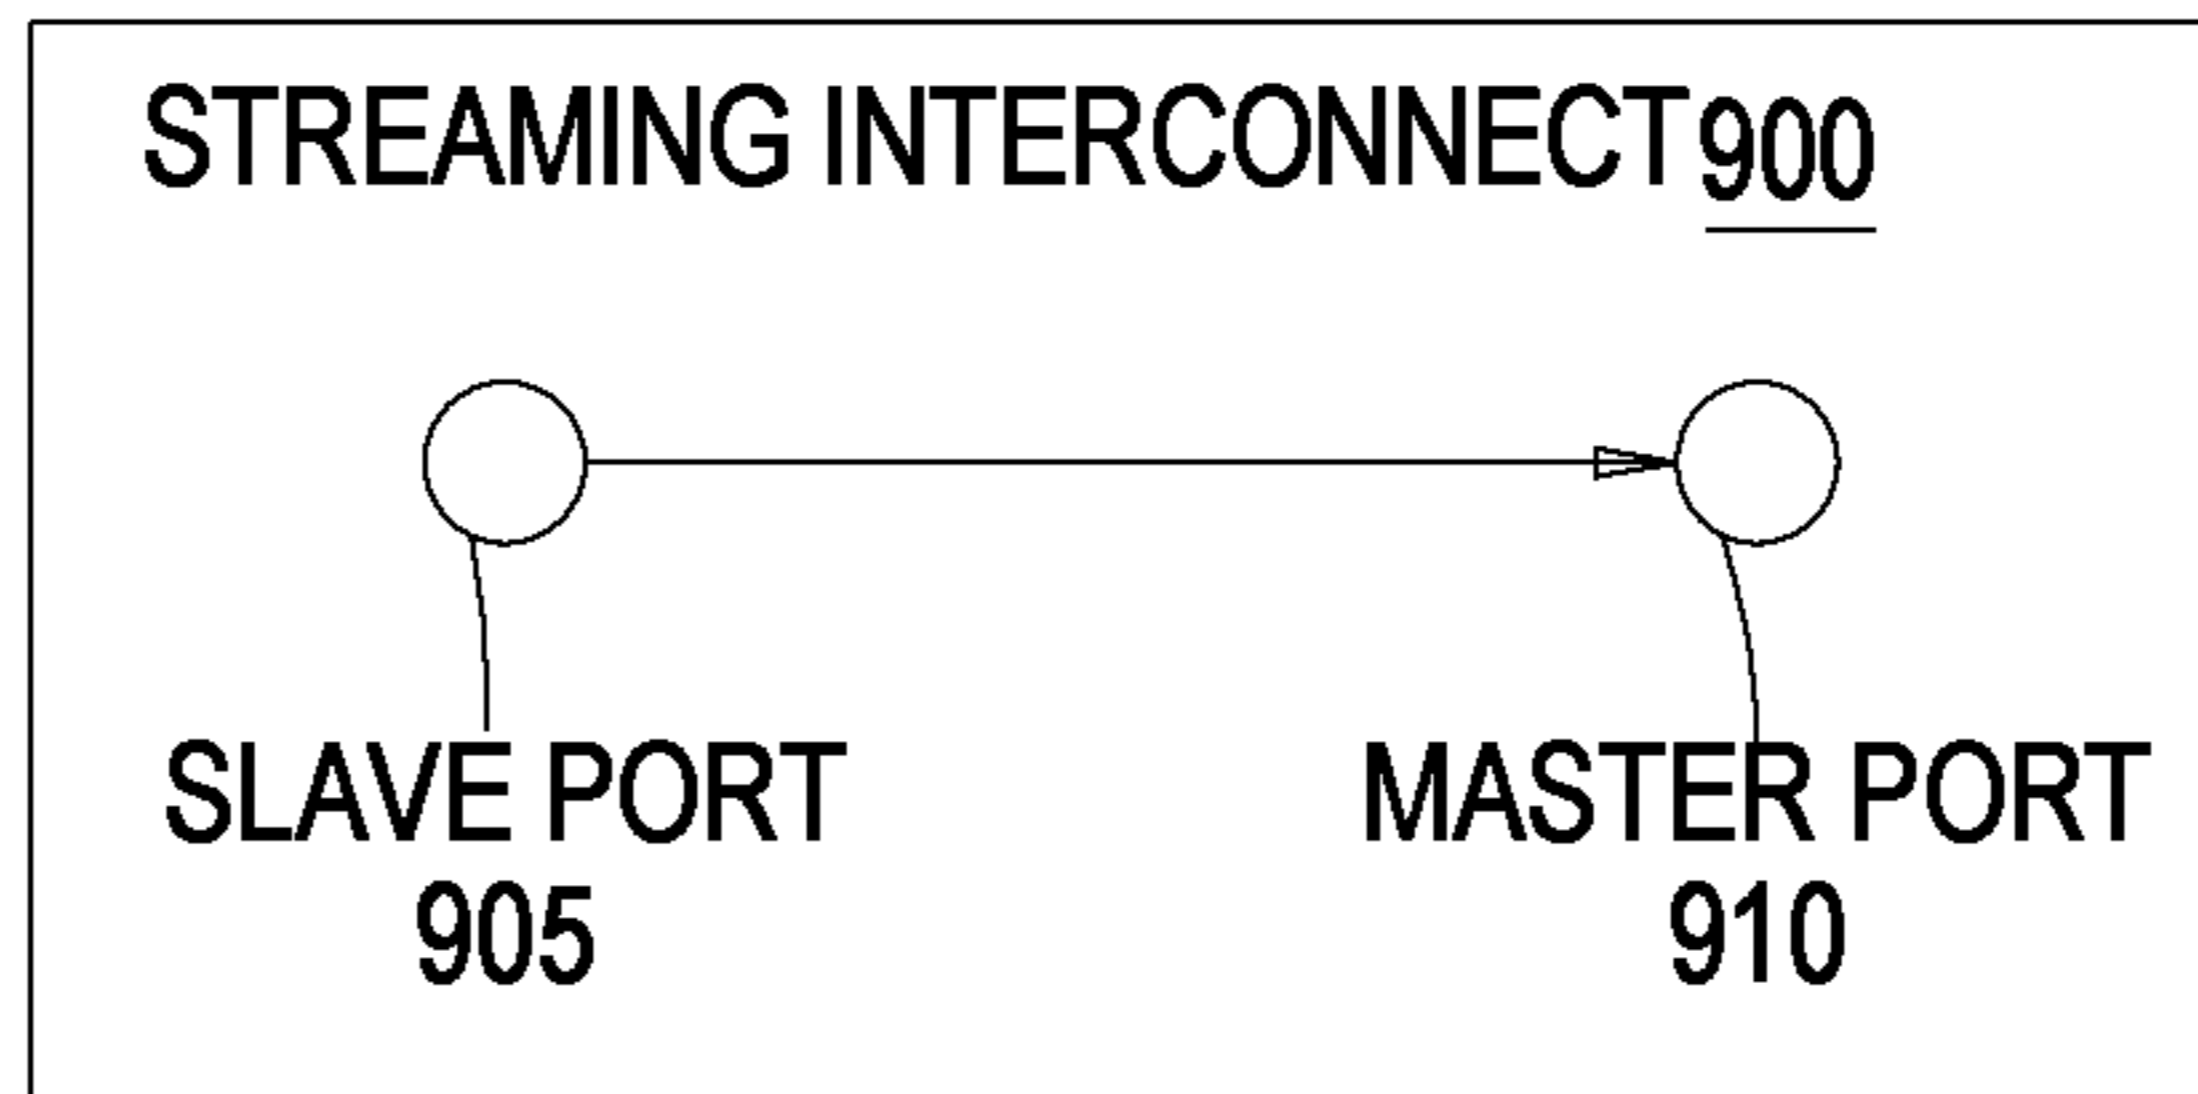 STREAMING INTERCONNECT 900
SLAVE PORT
905
MASTER PORT
910